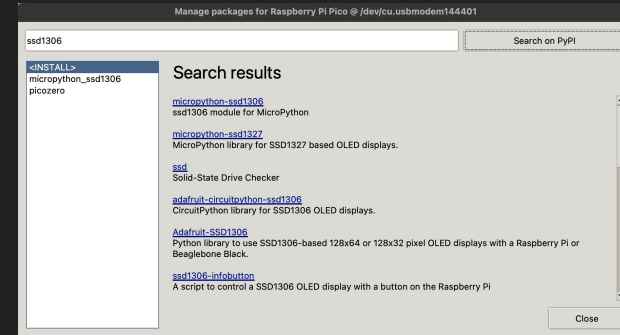 Manage packages for Raspberry Pi Pico @ /dev/cu.usbmodem144401
ssd1306
Search on PyPI
<INSTALL>
micropython_ssd1306
picozero
Search results
micropython-ssd1306
ssd1306 module for MicroPython
micropython-ssd1327
MicroPython library for SSD1327 based OLED displays.
ssd
Solid-State Drive Checker
adafruit-circuitpython-ssd1306
CircuitPython library for SSD1306 OLED displays.
Adafruit-SSD1306
Python library to use SSD1306-based 128x64 or 128x32 pixel OLED displays with a Raspberry Pi or
Beaglebone Black.
ssd1306-infobutton
A script to control a SSD1306 OLED display with a button on the Raspberry Pi
Close